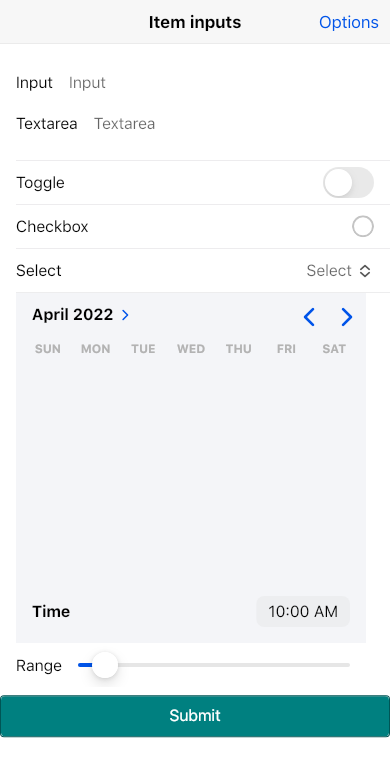 Item inputs Options
Input Input
Textarea Textarea
Toggle
Checkbox
Select Select
April 2022
SUN MON TUE WED THU FRI SAT
Time 10:00 AM
Range
Submit